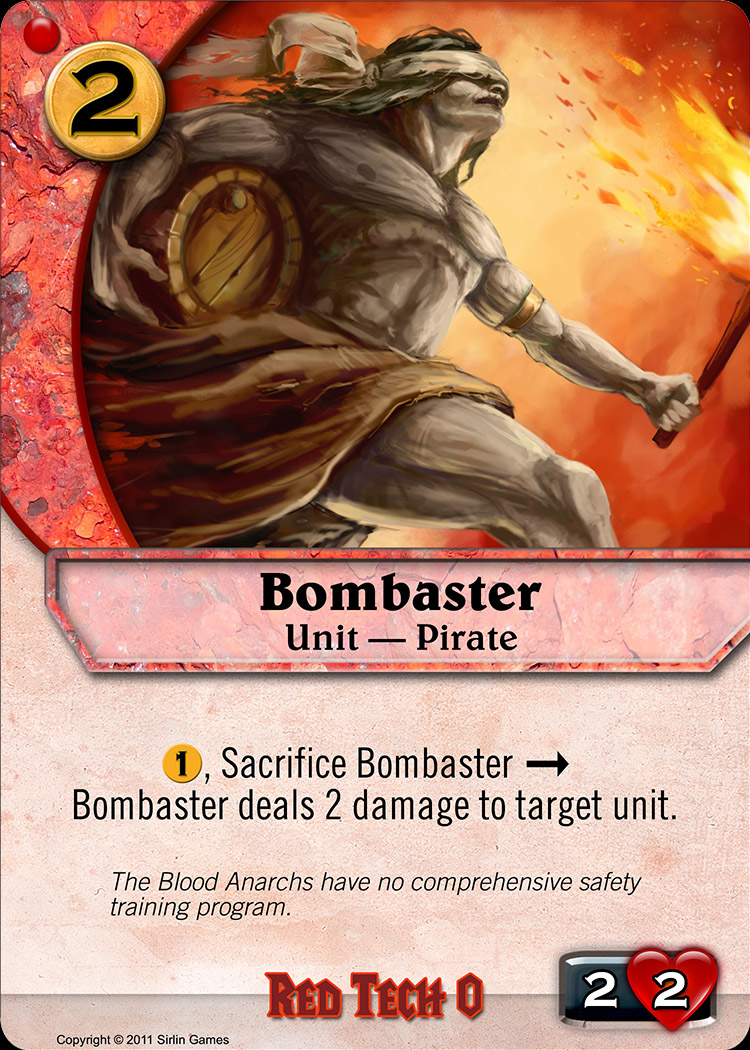 2
Bombaster
Unit — Pirate
1, Sacrifice Bombaster →
Bombaster deals 2 damage to target unit.
The Blood Anarchs have no comprehensive safety
training program.
Red Tech 0
2 2
Copyright © 2011 Sirlin Games